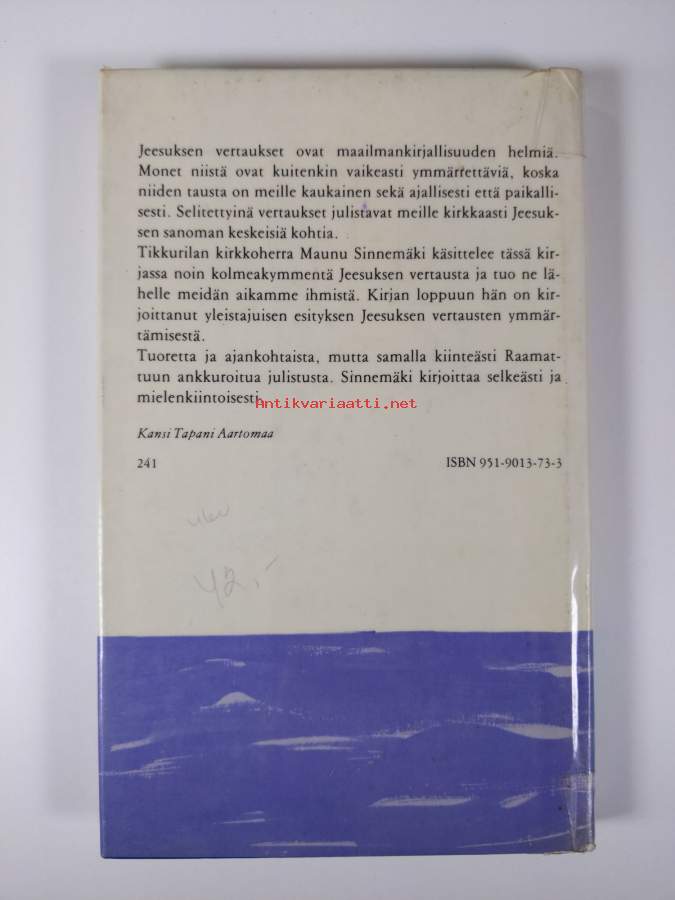 Jeesuksen vertaukset ovat maailmankirjallisuuden helmiä.
Monet niistä ovat kuitenkin vaikeasti ymmärrettäviä, koska
niiden tausta on meille kaukainen sekä ajallisesti että paikalli-
sesti. Selitettyinä vertaukset julistavat meille kirkkaasti Jeesuk-
sen sanoman keskeisiä kohtia.
Tikkurilan kirkkoherra Maunu Sinnemäki käsittelee tässä kir-
jassa noin kolmeakymmentä Jeesuksen vertausta ja tuo ne lä-
helle meidän aikamme ihmistä. Kirjan loppuun hän on kir-
joittanut yleistajuisen esityksen Jeesuksen vertausten ymmär-
tämisestä.
Tuoretta ja ajankohtaista, mutta samalla kiinteästi Raamat-
tuun ankkuroitua julistusta. Sinnemäki kirjoittaa selkeästi ja
mielenkiintoisesti.
Antikvariaatti.net
Kansi Tapani Aartomaa
241 ISBN 951-9013-73-3
42,-